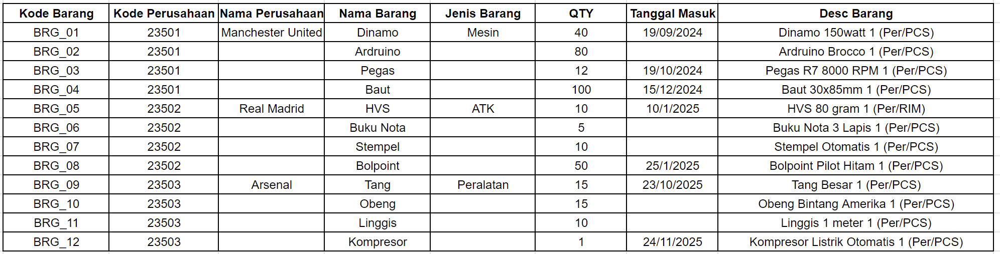 Kode Barang Kode Perusahaan Nama Perusahaan Nama Barang Jenis Barang QTY Tanggal Masuk Desc Barang
BRG_01 23501 Manchester United Dinamo Mesin 40 19/09/2024 Dinamo 150watt 1 (Per/PCS)
BRG_02 23501 Ardruino 80 Ardruino Brocco 1 (Per/PCS)
BRG_03 23501 Pegas 12 19/10/2024 Pegas R7 8000 RPM 1 (Per/PCS)
BRG_04 23501 Baut 100 15/12/2024 Baut 30x85mm 1 (Per/PCS)
BRG_05 23502 Real Madrid HVS ATK 10 10/1/2025 HVS 80 gram 1 (Per/RIM)
BRG_06 23502 Buku Nota 5 Buku Nota 3 Lapis 1 (Per/PCS)
BRG_07 23502 Stempel 10 Stempel Otomatis 1 (Per/PCS)
BRG_08 23502 Bolpoint 50 25/1/2025 Bolpoint Pilot Hitam 1 (Per/PCS)
BRG_09 23503 Arsenal Tang Peralatan 15 23/10/2025 Tang Besar 1 (Per/PCS)
BRG_10 23503 Obeng 15 Obeng Bintang Amerika 1 (Per/PCS)
BRG_11 23503 Linggis 10 Linggis 1 meter 1 (Per/PCS)
BRG_12 23503 Kompresor 1 24/11/2025 Kompresor Listrik Otomatis 1 (Per/PCS)